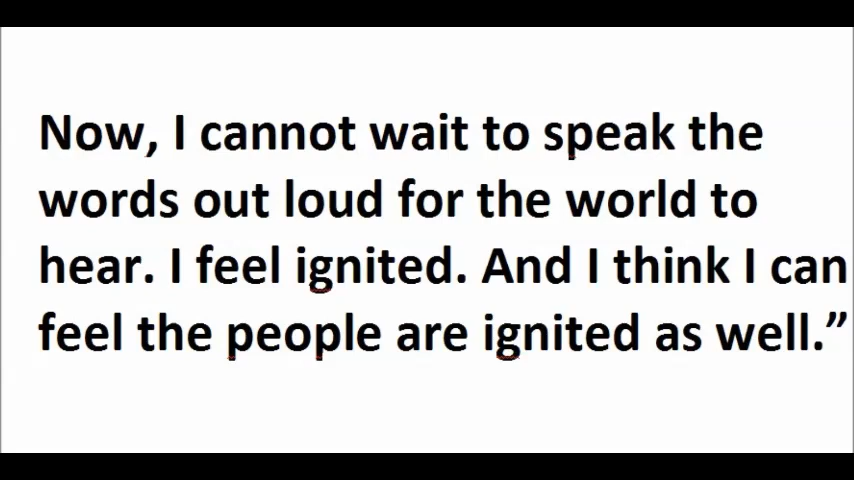 Now, I cannot wait to speak the
words out loud for the world to
hear. I feel ignited. And I think I can
feel the people are ignited as well.”